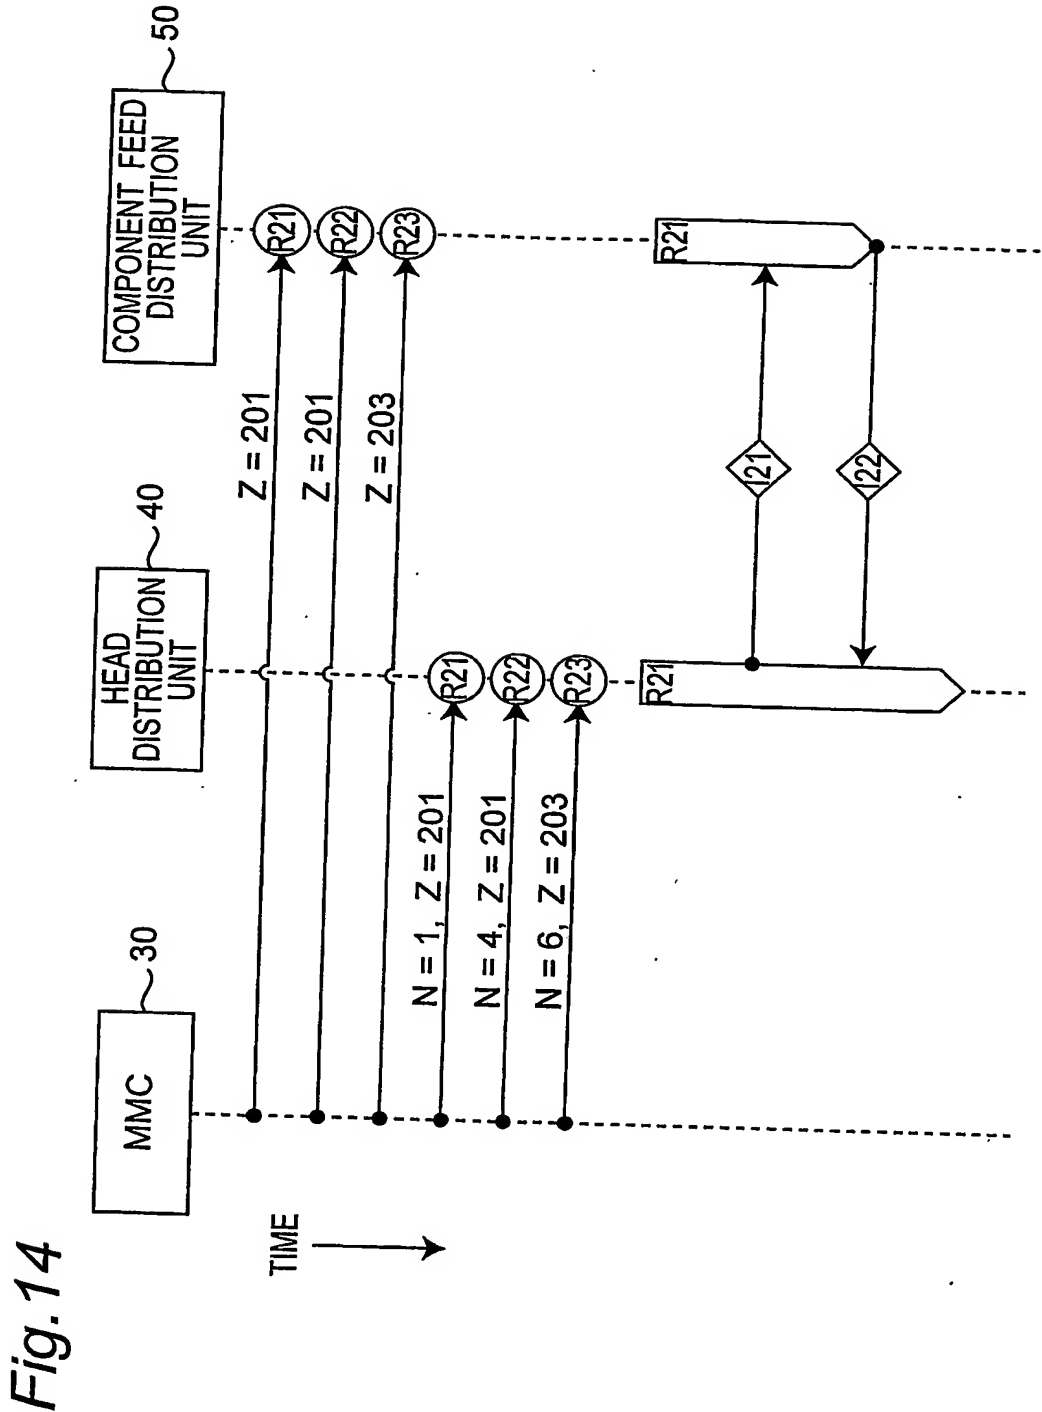 Fig.14
MMC
30
HEAD
DISTRIBUTION
UNIT
40
COMPONENT FEED
DISTRIBUTION
UNIT
50
TIME
Z = 201
R21
Z = 201
R22
Z = 203
R23
N = 1, Z = 201
R21
N = 4, Z = 201
R22
N = 6, Z = 203
R23
R21
R21
I21
I22